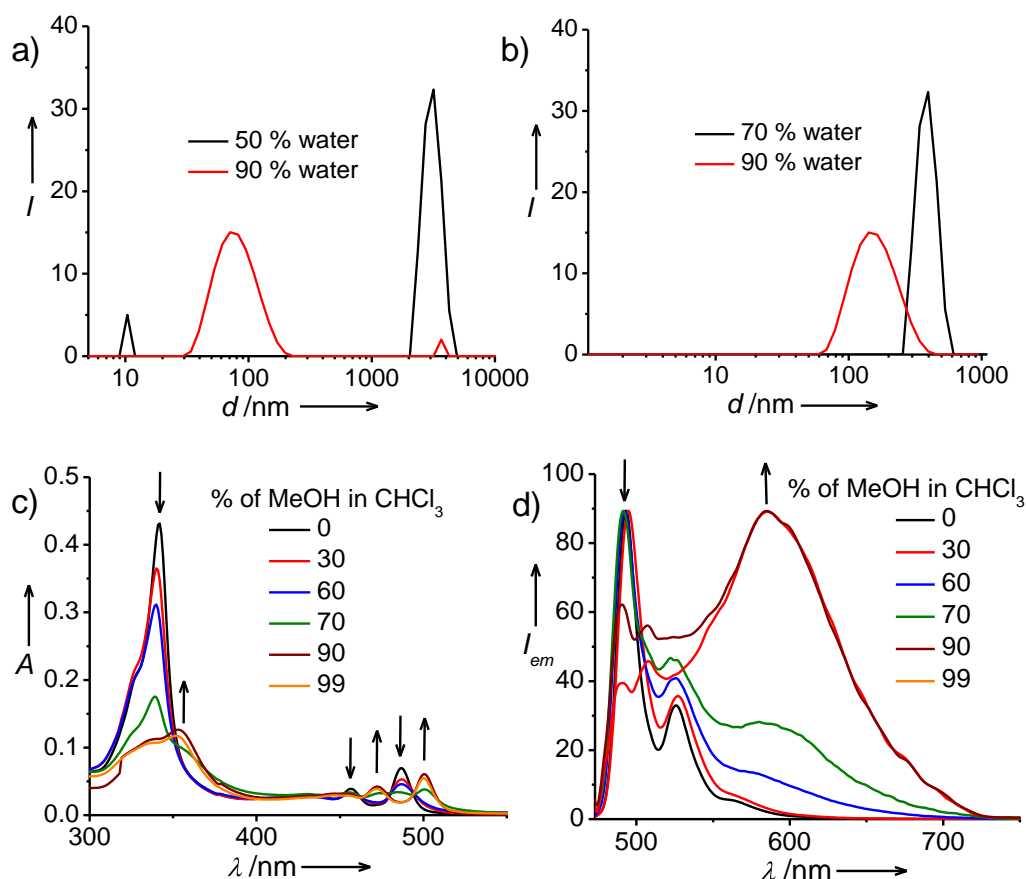 a)
40
30
20
10
0
I
50 % water
90 % water
10 100 1000 10000
d /nm
b)
40
30
20
10
0
I
70 % water
90 % water
10 100 1000
d /nm
c)
0.5
0.4
0.3
0.2
0.1
0.0
A
% of MeOH in CHCl₃
0
30
60
70
90
99
300 400 500
λ /nm
d)
100
80
60
40
20
0
I_em
% of MeOH in CHCl₃
0
30
60
70
90
99
500 600 700
λ /nm